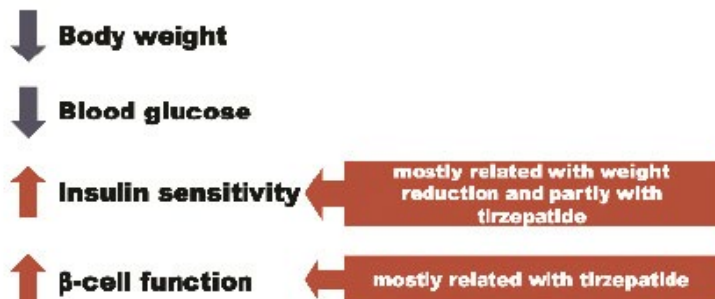 Body weight
Blood glucose
Insulin sensitivity
mostly related with weight
reduction and partly with
tirzepatide
β-cell function
mostly related with tirzepatide